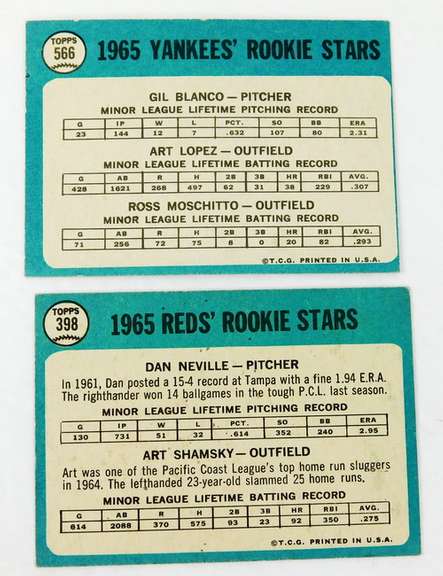 TOPPS
566
1965 YANKEES' ROOKIE STARS
GIL BLANCO — PITCHER
MINOR LEAGUE LIFETIME PITCHING RECORD
G IP W L PCT. SO BB ERA
23 144 12 7 .632 107 80 2.31
ART LOPEZ — OUTFIELD
MINOR LEAGUE LIFETIME BATTING RECORD
G AB R H 2B 3B HR RBI AVG.
428 1621 268 497 62 31 38 229 .307
ROSS MOSCHITTO — OUTFIELD
MINOR LEAGUE LIFETIME BATTING RECORD
G AB R H 2B 3B HR RBI AVG.
71 256 72 75 8 0 20 82 .293
©T.C.G. PRINTED IN U.S.A.
TOPPS
398
1965 REDS' ROOKIE STARS
DAN NEVILLE — PITCHER
In 1961, Dan posted a 15-4 record at Tampa with a fine 1.94 E.R.A.
The righthander won 14 ballgames in the tough P.C.L. last season.
MINOR LEAGUE LIFETIME PITCHING RECORD
G IP W L PCT. SO BB ERA
130 731 51 32 .614 352 240 2.95
ART SHAMSKY — OUTFIELD
Art was one of the Pacific Coast League's top home run sluggers
in 1964. The lefthanded 23-year-old slammed 25 home runs.
MINOR LEAGUE LIFETIME BATTING RECORD
G AB R H 2B 3B HR RBI AVG.
614 2088 370 575 93 23 92 350 .275
©T.C.G. PRINTED IN U.S.A.